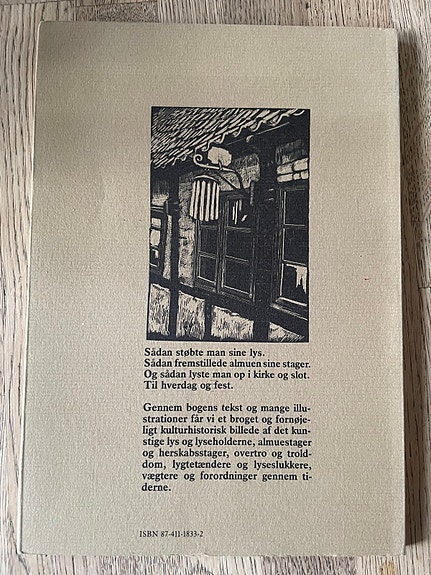 Sådan støbte man sine lys.
Sådan fremstillede almuen sine stager.
Og sådan lyste man op i kirke og slot.
Til hverdag og fest.
Gennem bogens tekst og mange illu-
strationer får vi et broget og fornøje-
ligt kulturhistorisk billede af det kun-
stige lys og lyseholderne, almuestager
og herskabsstager, overtro og trold-
dom, lygtetændere og lyseslukkere,
vægtere og forordninger gennem ti-
derne.
ISBN 87-411-1833-2